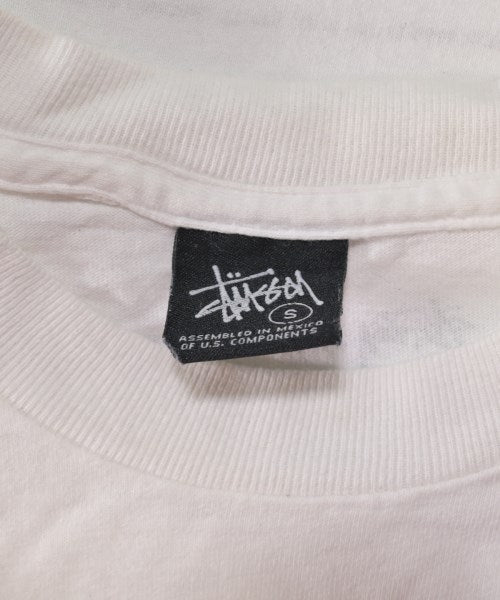 Stüssy
S
ASSEMBLED IN MEXICO
OF U.S. COMPONENTS